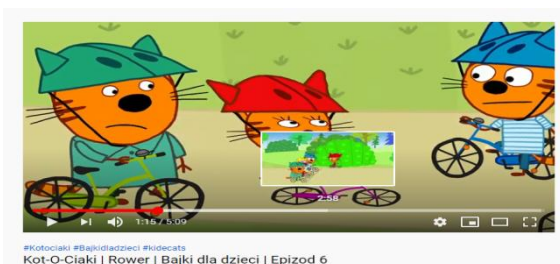 2:58
1:15 / 5:09
#Kotociaki #Bajkidladzieci #kidecats
Kot-O-Ciaki | Rower | Bajki dla dzieci | Epizod 6